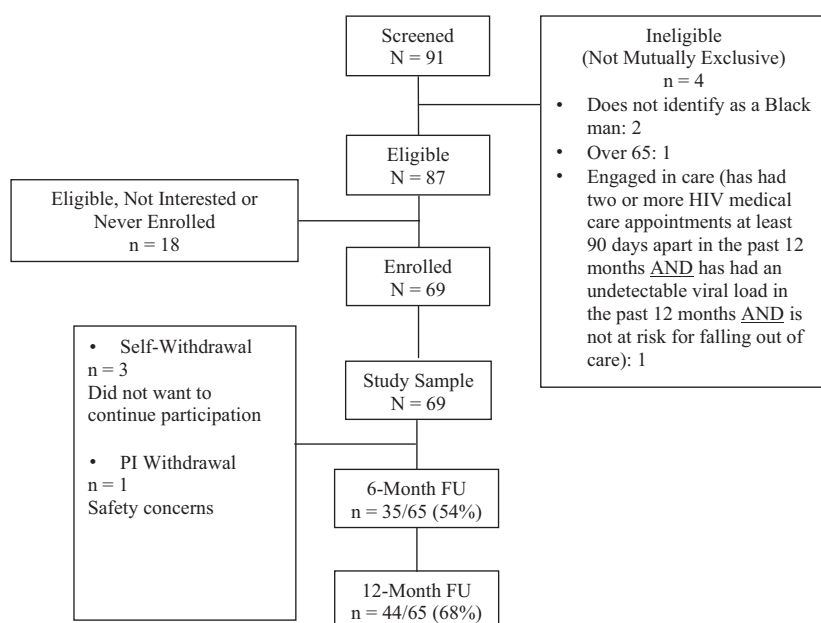 Screened
N = 91
Ineligible
(Not Mutually Exclusive)
n = 4
• Does not identify as a Black
man: 2
• Over 65: 1
• Engaged in care (has had
two or more HIV medical
care appointments at least
90 days apart in the past 12
months AND has had an
undetectable viral load in
the past 12 months AND is
not at risk for falling out of
care): 1
Eligible
N = 87
Eligible, Not Interested or
Never Enrolled
n = 18
Enrolled
N = 69
• Self-Withdrawal
n = 3
Did not want to
continue participation
• PI Withdrawal
n = 1
Safety concerns
Study Sample
N = 69
6-Month FU
n = 35/65 (54%)
12-Month FU
n = 44/65 (68%)